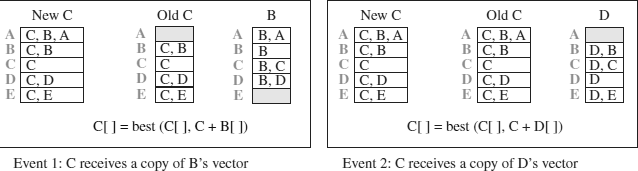 New C Old C B
A C, B, A A A B, A
B C, B B C, B B B
C C C C C B, C
D C, D D C, D D B, D
E C, E E C, E E
C[ ] = best (C[ ], C + B[ ])
Event 1: C receives a copy of B's vector
New C Old C D
A C, B, A A C, B, A A
B C, B B C, B B D, B
C C C C C D, C
D C, D D C, D D D
E C, E E C, E E D, E
C[ ] = best (C[ ], C + D[ ])
Event 2: C receives a copy of D's vector